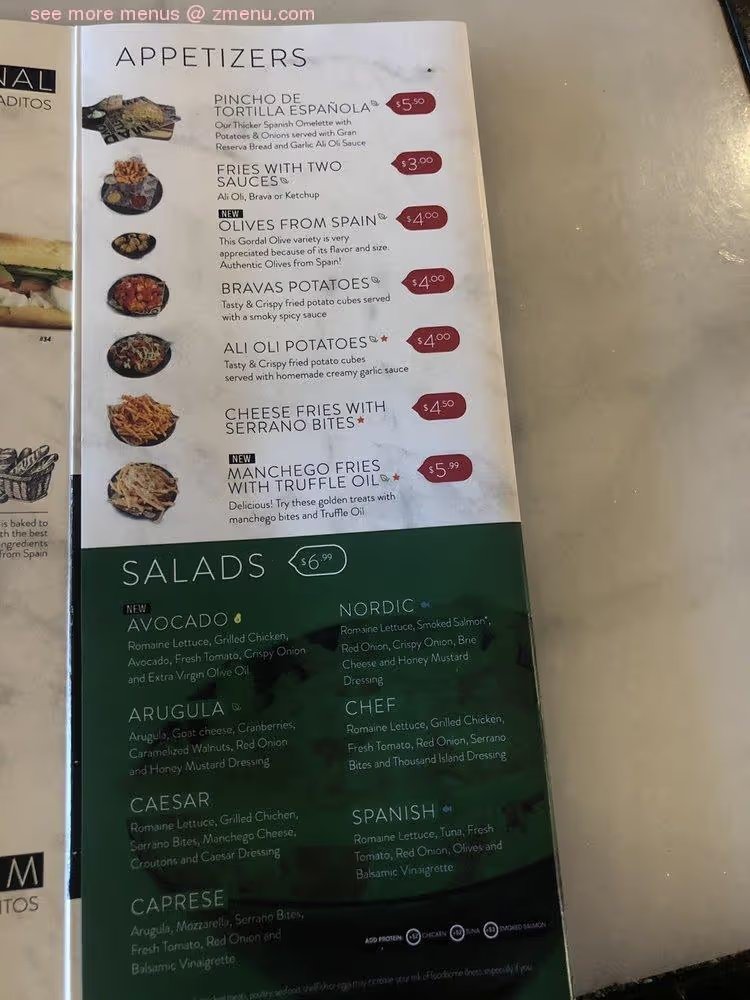 see more menus @ zmenu.com
NAL
ADITOS
#34
is baked to
th the best
ngredients
from Spain
M
ITOS
APPETIZERS
PINCHO DE
TORTILLA ESPAÑOLA $5.50
Our Thicker Spanish Omelette with
Potatoes & Onions served with Gran
Reserva Bread and Garlic Ali Oli Sauce
FRIES WITH TWO
SAUCES $3.00
Ali Oli, Brava or Ketchup
NEW
OLIVES FROM SPAIN $4.00
This Gordal Olive variety is very
appreciated because of its flavor and size.
Authentic Olives from Spain!
BRAVAS POTATOES $4.00
Tasty & Crispy fried potato cubes served
with a smoky spicy sauce
ALI OLI POTATOES $4.00
Tasty & Crispy fried potato cubes
served with homemade creamy garlic sauce
CHEESE FRIES WITH
SERRANO BITES $4.50
NEW
MANCHEGO FRIES
WITH TRUFFLE OIL $5.99
Delicious! Try these golden treats with
manchego bites and Truffle Oil
SALADS $6.99
NEW
AVOCADO
Romaine Lettuce, Grilled Chicken,
Avocado, Fresh Tomato, Crispy Onion
and Extra Virgin Olive Oil
ARUGULA
Arugula, Goat cheese, Cranberries,
Caramelized Walnuts, Red Onion
and Honey Mustard Dressing
CAESAR
Romaine Lettuce, Grilled Chichen,
Serrano Bites, Manchego Cheese,
Croutons and Caesar Dressing
CAPRESE
Arugula, Mozzarella, Serrano Bites,
Fresh Tomato, Red Onion and
Balsamic Vinaigrette
NORDIC
Romaine Lettuce, Smoked Salmon*,
Red Onion, Crispy Onion, Brie
Cheese and Honey Mustard
Dressing
CHEF
Romaine Lettuce, Grilled Chicken,
Fresh Tomato, Red Onion, Serrano
Bites and Thousand Island Dressing
SPANISH
Romaine Lettuce, Tuna, Fresh
Tomato, Red Onion, Olives and
Balsamic Vinaigrette
ADD PROTEIN: +$2 CHICKEN +$2 TUNA +$3 SMOKED SALMON
meats, poultry, seafood, shellfish or eggs may increase your risk of foodborne illness, especially if you